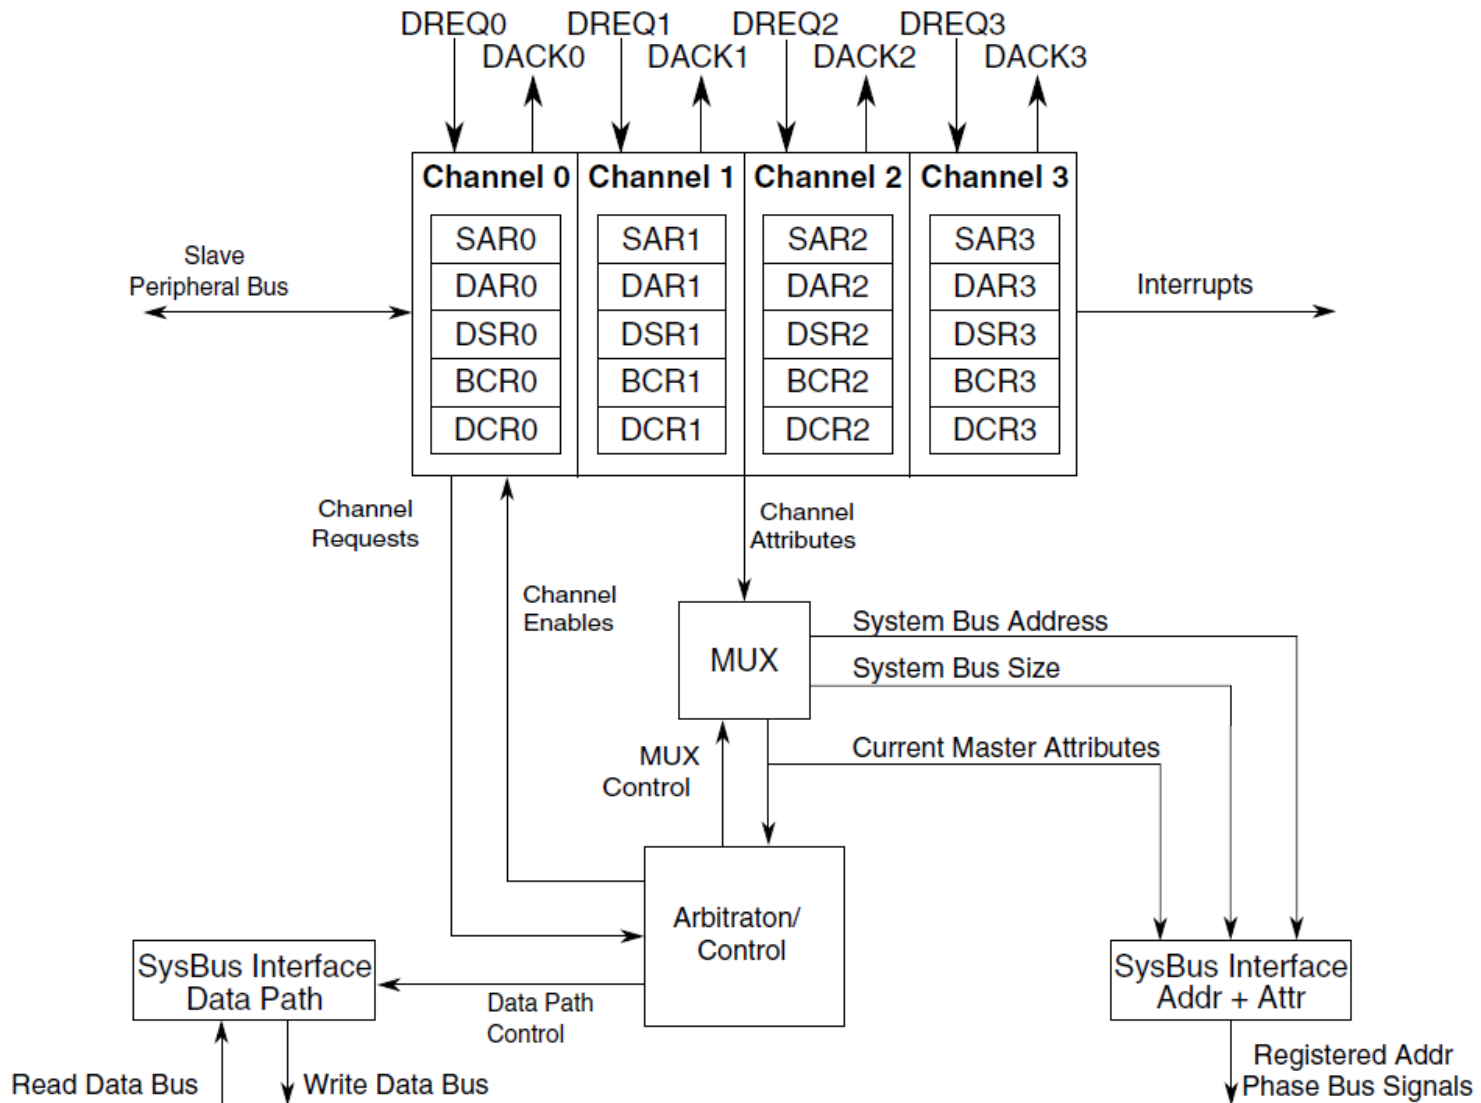 DREQ0 DREQ1 DREQ2 DREQ3
DACK0 DACK1 DACK2 DACK3
Channel 0 Channel 1 Channel 2 Channel 3
SAR0 SAR1 SAR2 SAR3
DAR0 DAR1 DAR2 DAR3
DSR0 DSR1 DSR2 DSR3
BCR0 BCR1 BCR2 BCR3
DCR0 DCR1 DCR2 DCR3
Slave
Peripheral Bus
Interrupts
Channel
Requests
Channel
Attributes
Channel
Enables
MUX
System Bus Address
System Bus Size
Current Master Attributes
MUX
Control
Arbitraton/
Control
SysBus Interface
Data Path
Data Path
Control
SysBus Interface
Addr + Attr
Read Data Bus
Write Data Bus
Registered Addr
Phase Bus Signals